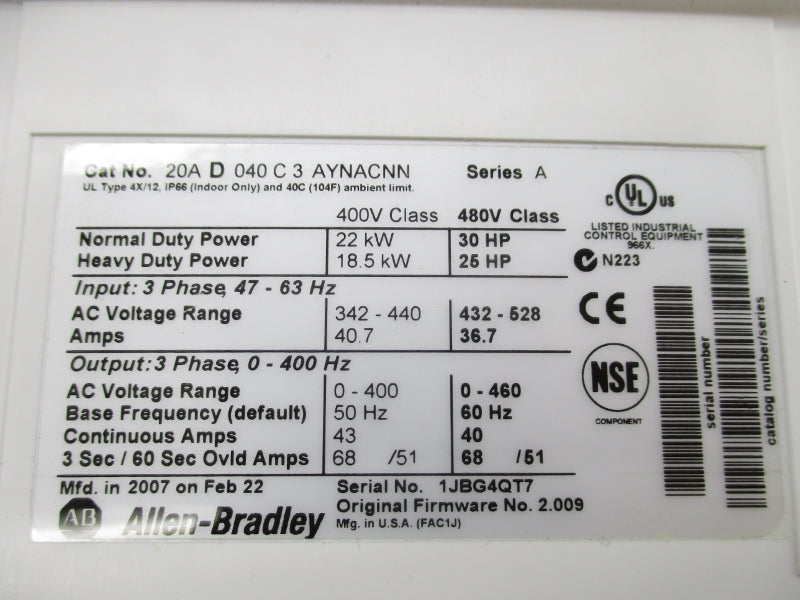 Cat No. 20A D 040 C 3 AYNACNN Series A
UL Type 4X/12, IP66 (Indoor Only) and 40C (104F) ambient limit.
400V Class 480V Class
Normal Duty Power 22 kW 30 HP
Heavy Duty Power 18.5 kW 25 HP
Input: 3 Phase, 47 - 63 Hz
AC Voltage Range 342 - 440 432 - 528
Amps 40.7 36.7
Output: 3 Phase, 0 - 400 Hz
AC Voltage Range 0 - 400 0 - 460
Base Frequency (default) 50 Hz 60 Hz
Continuous Amps 43 40
3 Sec / 60 Sec Ovld Amps 68 /51 68 /51
Mfd. in 2007 on Feb 22 Serial No. 1JBG4QT7
Original Firmware No. 2.009
AB Allen-Bradley Mfg. in U.S.A. (FAC1J)
C UL US
LISTED INDUSTRIAL
CONTROL EQUIPMENT
966X.
N223
CE
NSE
COMPONENT
serial number
catalog number/series